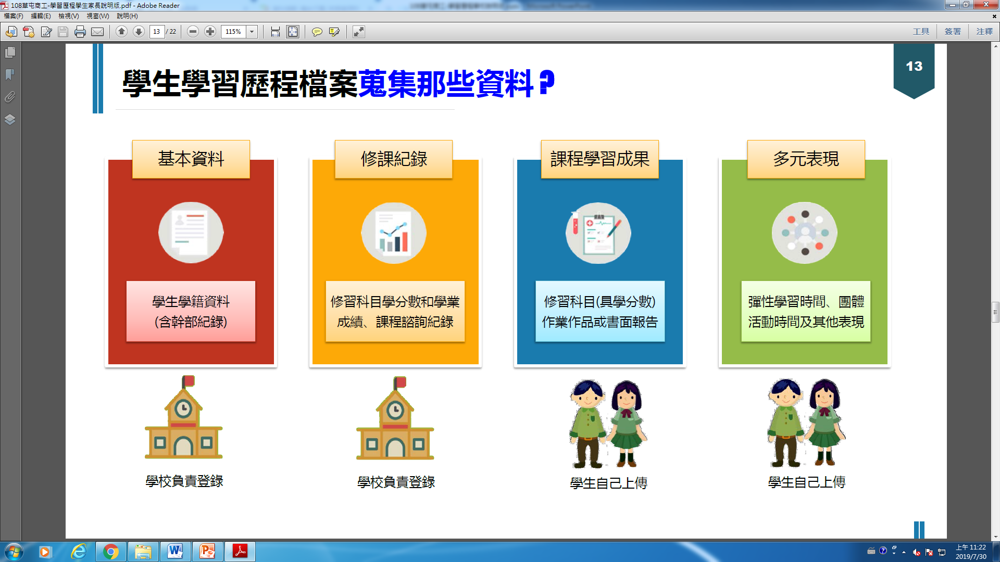 108草屯商工-學習歷程學生家長說明版.pdf - Adobe Reader
檔案(F) 編輯(E) 檢視(V) 視窗(W) 說明(H)
13 / 22 115% 工具 簽署 注釋
13
學生學習歷程檔案蒐集那些資料？
基本資料
學生學籍資料
(含幹部紀錄)
學校負責登錄
修課紀錄
修習科目學分數和學業
成績、課程諮詢紀錄
學校負責登錄
課程學習成果
修習科目(具學分數)
作業作品或書面報告
學生自己上傳
多元表現
彈性學習時間、團體
活動時間及其他表現
學生自己上傳
上午 11:22
2019/7/30